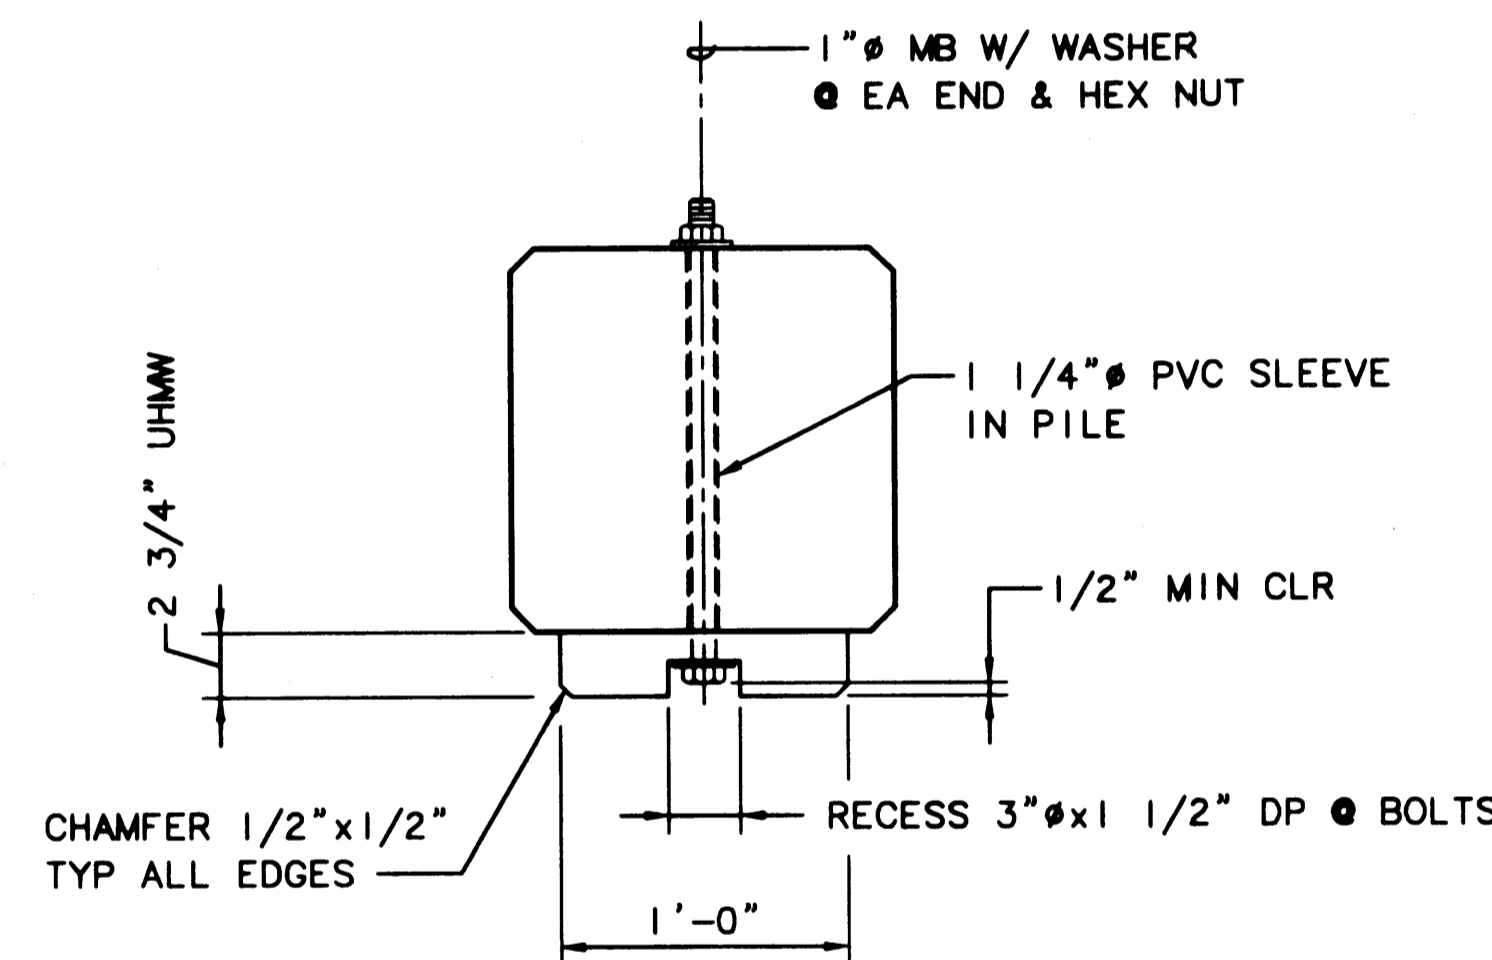 1"ø MB W/ WASHER
@ EA END & HEX NUT
1 1/4"ø PVC SLEEVE
IN PILE
2 3/4" UHMW
1/2" MIN CLR
CHAMFER 1/2"x1/2"
TYP ALL EDGES
RECESS 3"øx1 1/2" DP @ BOLTS
1'-0"